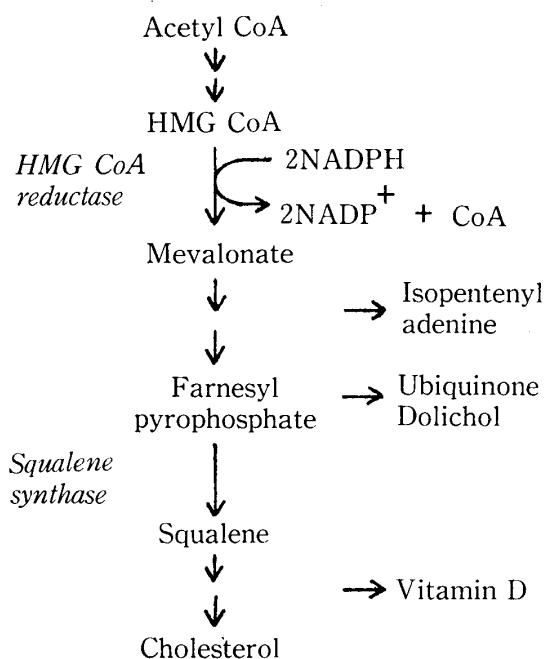 Acetyl CoA
HMG CoA
HMG CoA
reductase
2NADPH
2NADP+ + CoA
Mevalonate
Isopentenyl
adenine
Farnesyl
pyrophosphate
Ubiquinone
Dolichol
Squalene
synthase
Squalene
Vitamin D
Cholesterol